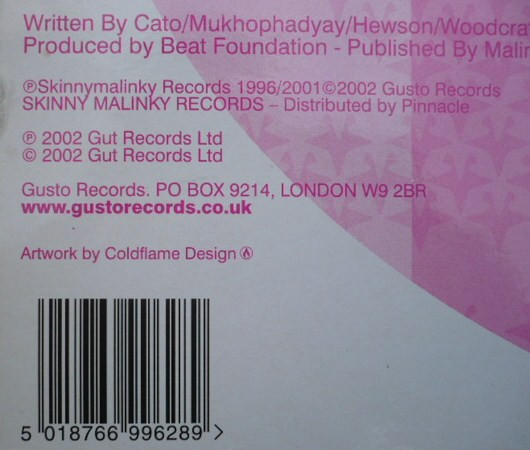 Written By Cato/Mukhophadyay/Hewson/Woodcra
Produced by Beat Foundation - Published By Malin
℗Skinnymalinky Records 1996/2001©2002 Gusto Records
SKINNY MALINKY RECORDS – Distributed by Pinnacle
℗ 2002 Gut Records Ltd
© 2002 Gut Records Ltd
Gusto Records. PO BOX 9214, LONDON W9 2BR
www.gustorecords.co.uk
Artwork by Coldflame Design
5 018766 996289 >